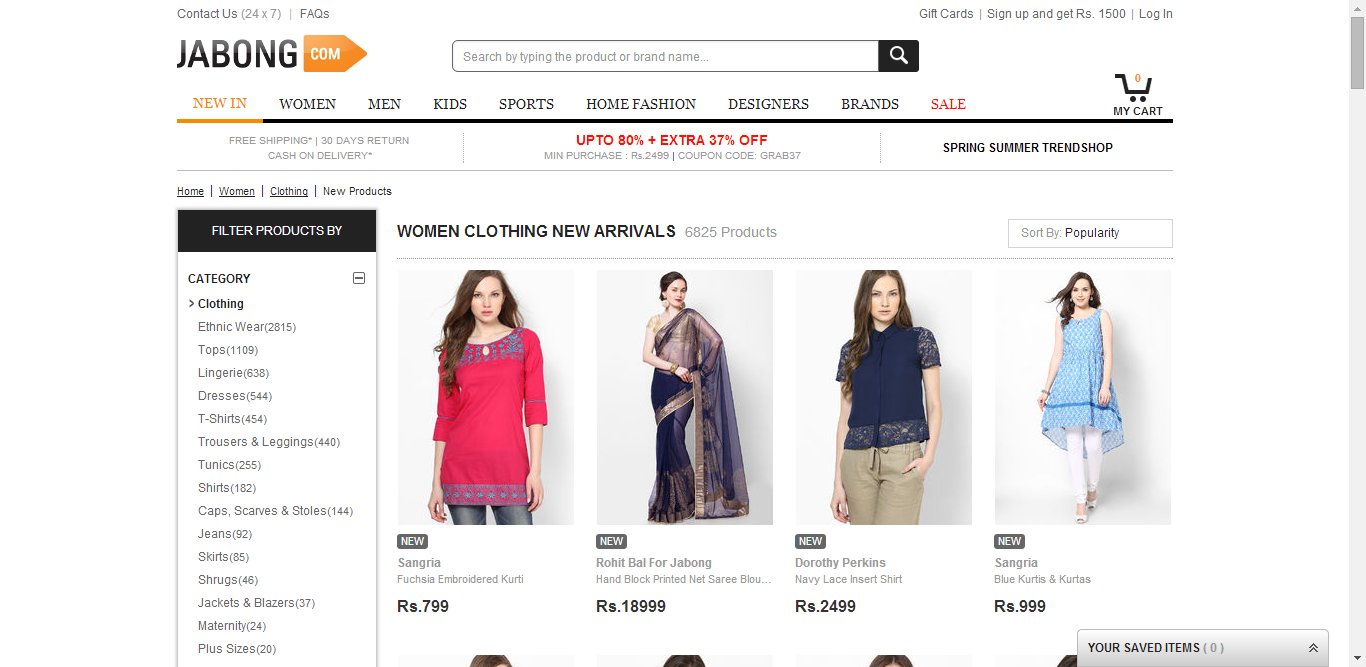 Contact Us (24 x 7) | FAQs
Gift Cards | Sign up and get Rs. 1500 | Log In
JABONG COM
Search by typing the product or brand name...
0
MY CART
NEW IN WOMEN MEN KIDS SPORTS HOME FASHION DESIGNERS BRANDS SALE
FREE SHIPPING* | 30 DAYS RETURN
CASH ON DELIVERY*
UPTO 80% + EXTRA 37% OFF
MIN PURCHASE : Rs.2499 | COUPON CODE: GRAB37
SPRING SUMMER TRENDSHOP
Home | Women | Clothing | New Products
FILTER PRODUCTS BY
CATEGORY
Clothing
Ethnic Wear(2815)
Tops(1109)
Lingerie(638)
Dresses(544)
T-Shirts(454)
Trousers & Leggings(440)
Tunics(255)
Shirts(182)
Caps, Scarves & Stoles(144)
Jeans(92)
Skirts(85)
Shrugs(46)
Jackets & Blazers(37)
Maternity(24)
Plus Sizes(20)
WOMEN CLOTHING NEW ARRIVALS 6825 Products
Sort By: Popularity
NEW
Sangria
Fuchsia Embroidered Kurti
Rs.799
NEW
Rohit Bal For Jabong
Hand Block Printed Net Saree Blou...
Rs.18999
NEW
Dorothy Perkins
Navy Lace Insert Shirt
Rs.2499
NEW
Sangria
Blue Kurtis & Kurtas
Rs.999
YOUR SAVED ITEMS ( 0 )